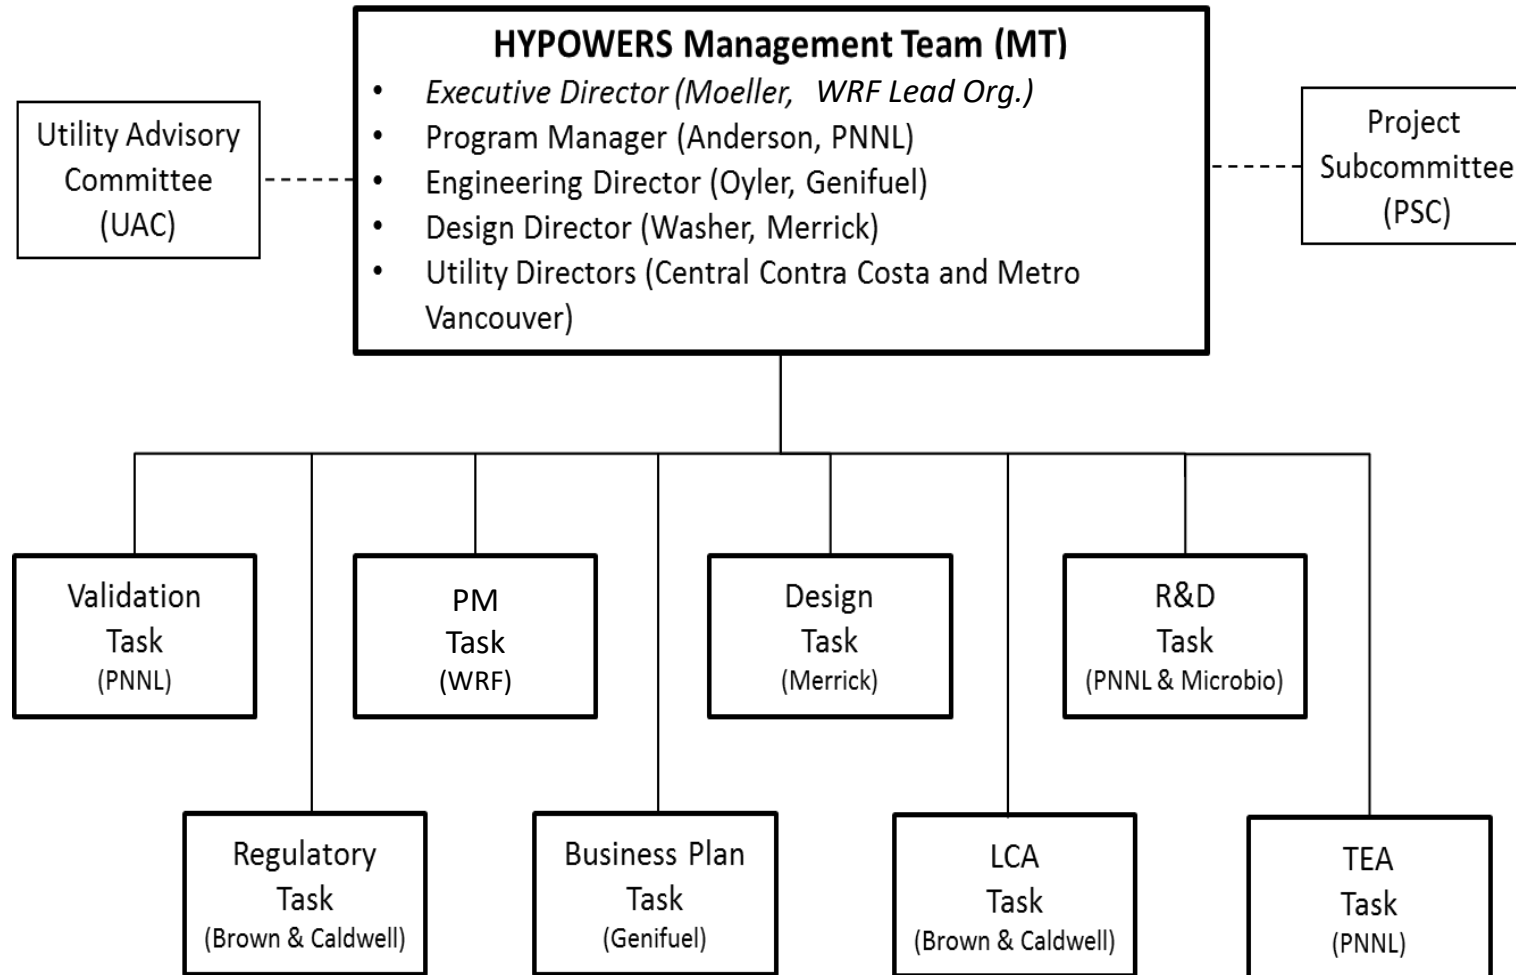 HYPOWERS Management Team (MT)
• Executive Director (Moeller, WRF Lead Org.)
• Program Manager (Anderson, PNNL)
• Engineering Director (Oyler, Genifuel)
• Design Director (Washer, Merrick)
• Utility Directors (Central Contra Costa and Metro
Vancouver)
Utility Advisory
Committee
(UAC)
Project
Subcommittee
(PSC)
Validation
Task
(PNNL)
PM
Task
(WRF)
Design
Task
(Merrick)
R&D
Task
(PNNL & Microbio)
Regulatory
Task
(Brown & Caldwell)
Business Plan
Task
(Genifuel)
LCA
Task
(Brown & Caldwell)
TEA
Task
(PNNL)